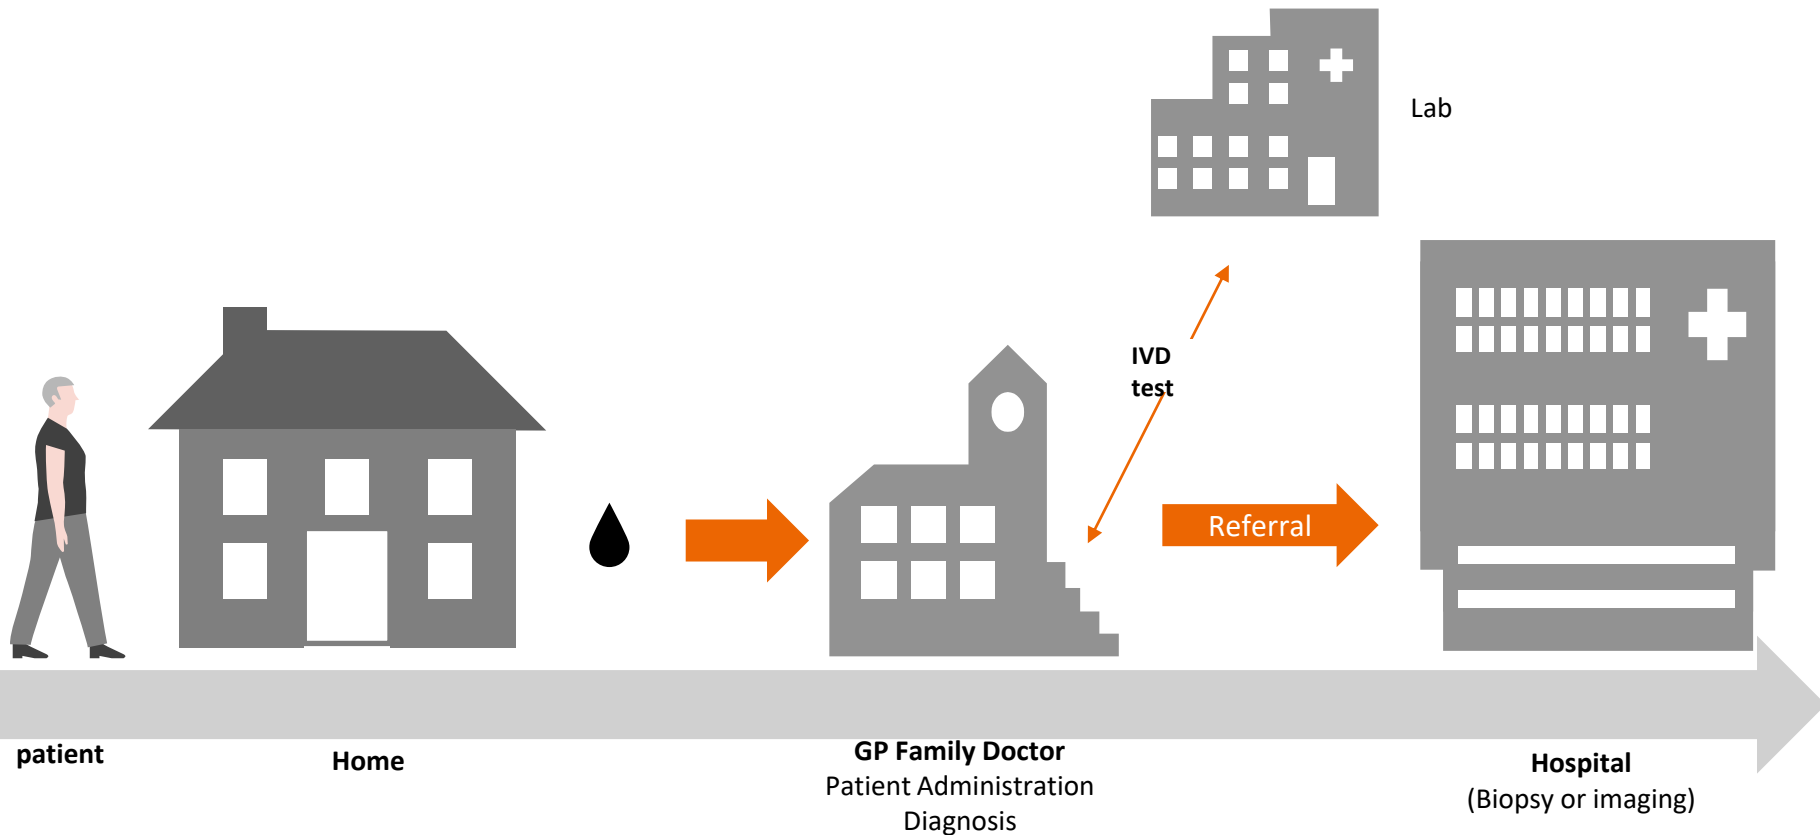 Lab
IVD
test
Referral
patient
Home
GP Family Doctor
Patient Administration
Diagnosis
Hospital
(Biopsy or imaging)